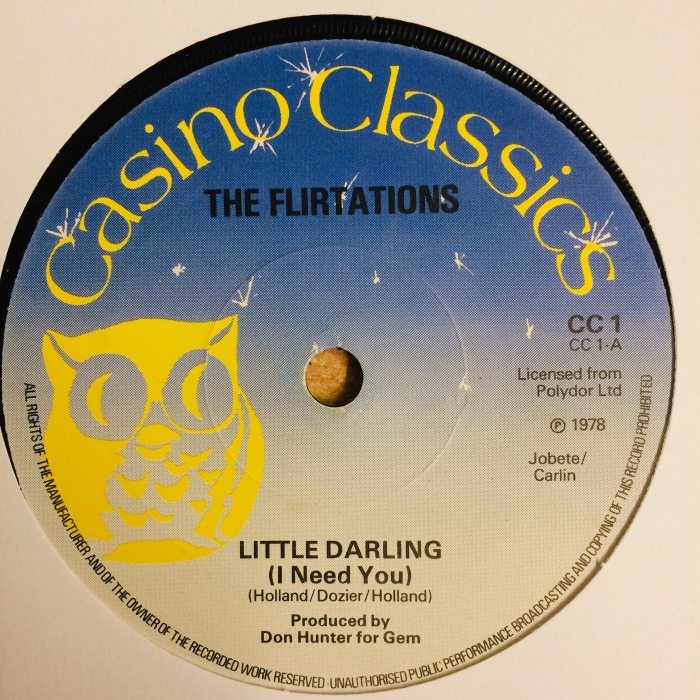 Casino Classics
THE FLIRTATIONS
CC 1
CC 1-A
Licensed from
Polydor Ltd
℗ 1978
Jobete/
Carlin
LITTLE DARLING
(I Need You)
(Holland/Dozier/Holland)
Produced by
Don Hunter for Gem
ALL RIGHTS OF THE MANUFACTURER AND OF THE OWNER OF THE RECORDED WORK RESERVED · UNAUTHORISED PUBLIC PERFORMANCE BROADCASTING AND COPYING OF THIS RECORD PROHIBITED